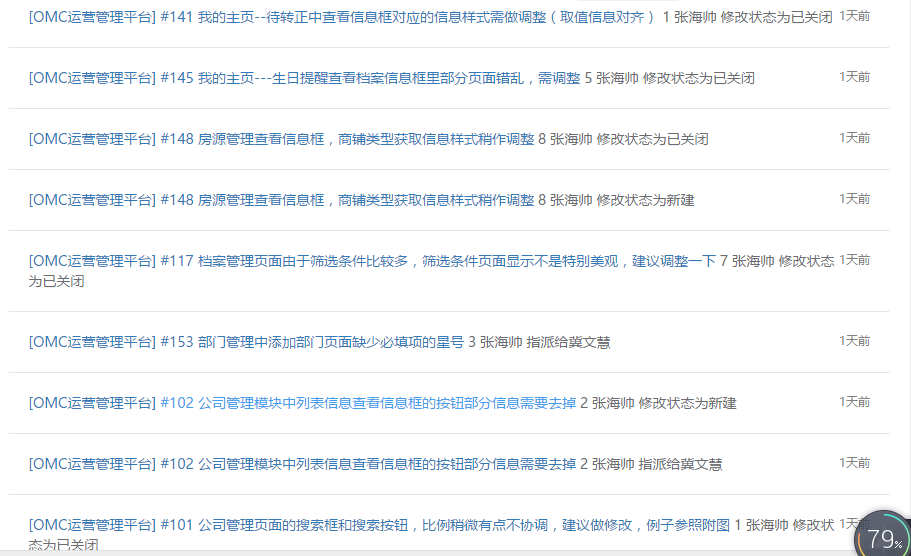 [OMC运营管理平台] #141 我的主页--待转正中查看信息框对应的信息样式需做调整（取值信息对齐） 1 张海帅 修改状态为已关闭 1天前
[OMC运营管理平台] #145 我的主页---生日提醒查看档案信息框里部分页面错乱，需调整 5 张海帅 修改状态为已关闭 1天前
[OMC运营管理平台] #148 房源管理查看信息框，商铺类型获取信息样式稍作调整 8 张海帅 修改状态为已关闭 1天前
[OMC运营管理平台] #148 房源管理查看信息框，商铺类型获取信息样式稍作调整 8 张海帅 修改状态为新建 1天前
[OMC运营管理平台] #117 档案管理页面由于筛选条件比较多，筛选条件页面显示不是特别美观，建议调整一下 7 张海帅 修改状态 1天前
为已关闭
[OMC运营管理平台] #153 部门管理中添加部门页面缺少必填项的星号 3 张海帅 指派给冀文慧 1天前
[OMC运营管理平台] #102 公司管理模块中列表信息查看信息框的按钮部分信息需要去掉 2 张海帅 修改状态为新建 1天前
[OMC运营管理平台] #102 公司管理模块中列表信息查看信息框的按钮部分信息需要去掉 2 张海帅 指派给冀文慧 1天前
[OMC运营管理平台] #101 公司管理页面的搜索框和搜索按钮，比例稍微有点不协调，建议做修改，例子参照附图 1 张海帅 修改状 1天前
态为已关闭
79%